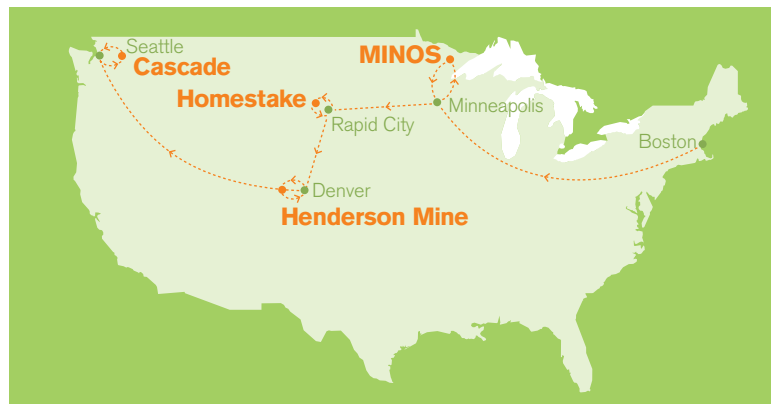 Seattle
Cascade
MINOS
Homestake
Minneapolis
Rapid City
Boston
Denver
Henderson Mine